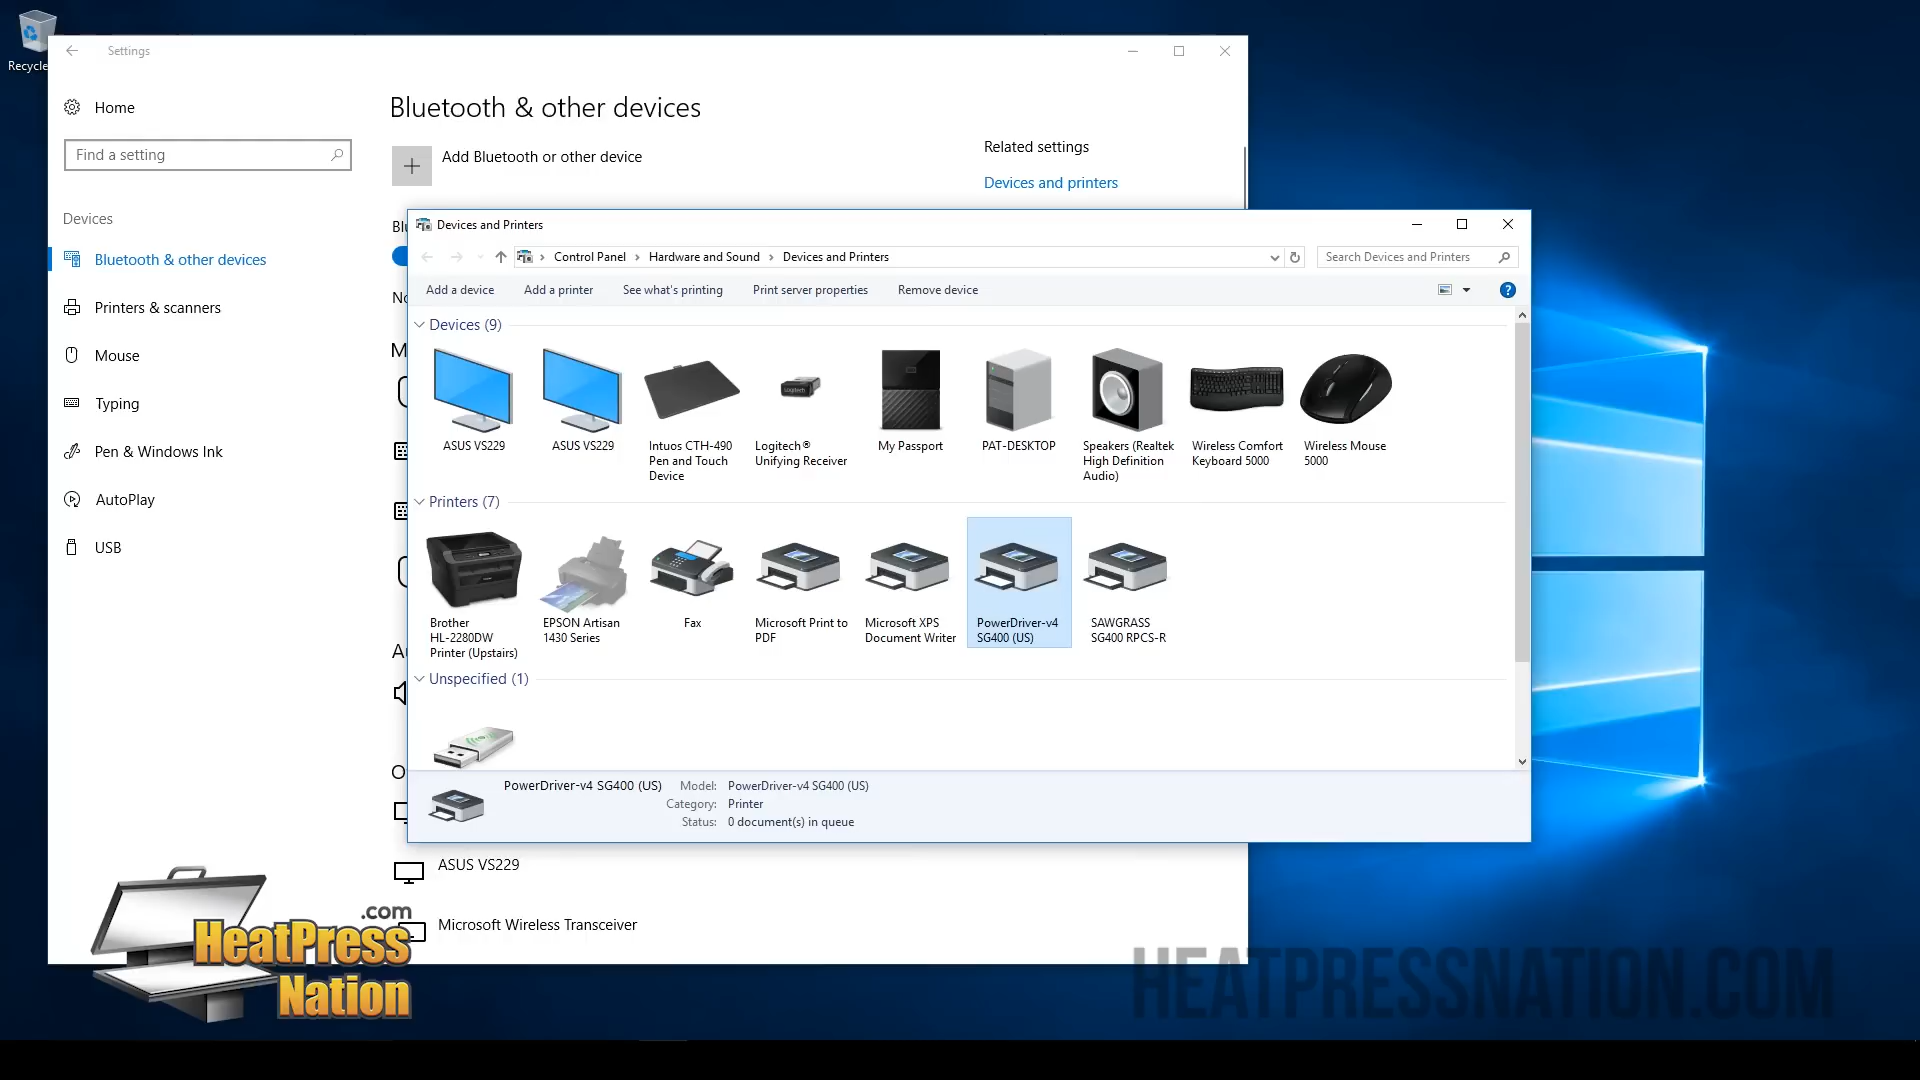 Recycle
Settings
Home
Find a setting
Devices
Bluetooth & other devices
Printers & scanners
Mouse
Typing
Pen & Windows Ink
AutoPlay
USB
Bluetooth & other devices
Add Bluetooth or other device
Related settings
Devices and printers
Devices and Printers
Control Panel > Hardware and Sound > Devices and Printers
Search Devices and Printers
Add a device
Add a printer
See what's printing
Print server properties
Remove device
Devices (9)
ASUS VS229
ASUS VS229
Intuos CTH-490
Pen and Touch
Device
Logitech®
Unifying Receiver
My Passport
PAT-DESKTOP
Speakers (Realtek
High Definition
Audio)
Wireless Comfort
Keyboard 5000
Wireless Mouse
5000
Printers (7)
Brother
HL-2280DW
Printer (Upstairs)
EPSON Artisan
1430 Series
Fax
Microsoft Print to
PDF
Microsoft XPS
Document Writer
PowerDriver-v4
SG400 (US)
SAWGRASS
SG400 RPCS-R
Unspecified (1)
PowerDriver-v4 SG400 (US)
Model: PowerDriver-v4 SG400 (US)
Category: Printer
Status: 0 document(s) in queue
ASUS VS229
Microsoft Wireless Transceiver
.com
HeatPress
Nation
HEATPRESSNATION.COM